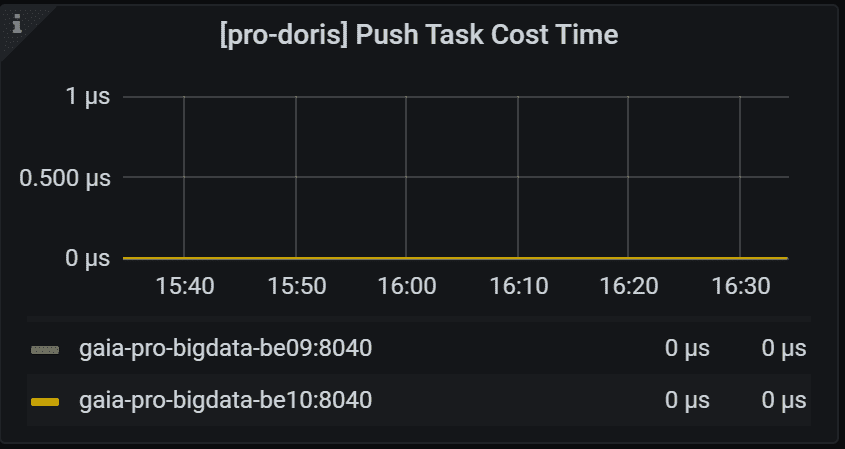 i
[pro-doris] Push Task Cost Time
1 µs
0.500 µs
0 µs
15:40 15:50 16:00 16:10 16:20 16:30
gaia-pro-bigdata-be09:8040 0 µs 0 µs
gaia-pro-bigdata-be10:8040 0 µs 0 µs